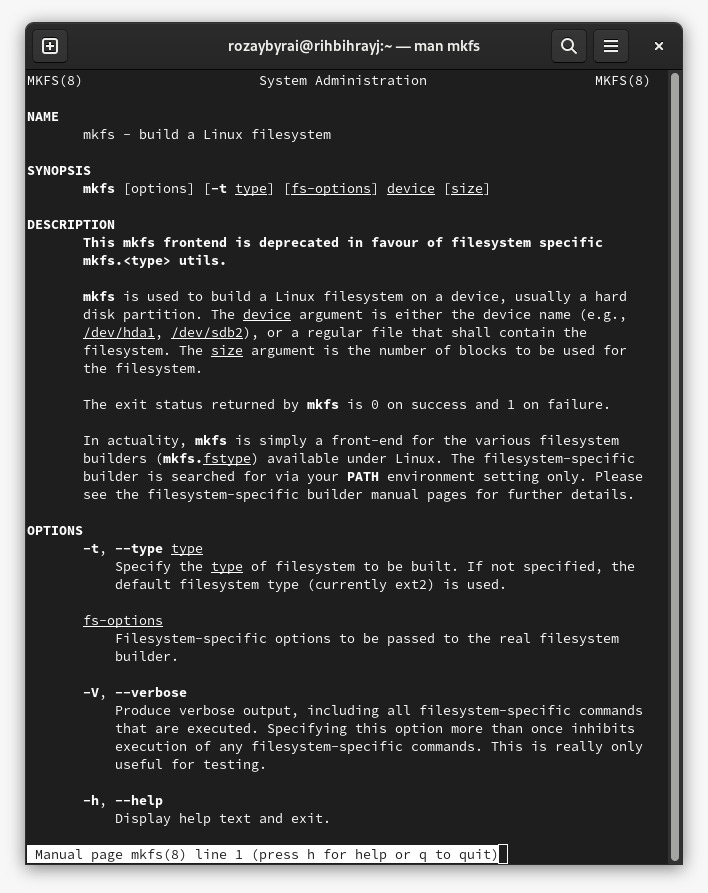 rozaybyrai@rihbihrayj:~ — man mkfs
MKFS(8) System Administration MKFS(8)
NAME
mkfs - build a Linux filesystem
SYNOPSIS
mkfs [options] [-t type] [fs-options] device [size]
DESCRIPTION
This mkfs frontend is deprecated in favour of filesystem specific
mkfs.<type> utils.
mkfs is used to build a Linux filesystem on a device, usually a hard
disk partition. The device argument is either the device name (e.g.,
/dev/hda1, /dev/sdb2), or a regular file that shall contain the
filesystem. The size argument is the number of blocks to be used for
the filesystem.
The exit status returned by mkfs is 0 on success and 1 on failure.
In actuality, mkfs is simply a front-end for the various filesystem
builders (mkfs.fstype) available under Linux. The filesystem-specific
builder is searched for via your PATH environment setting only. Please
see the filesystem-specific builder manual pages for further details.
OPTIONS
-t, --type type
Specify the type of filesystem to be built. If not specified, the
default filesystem type (currently ext2) is used.
fs-options
Filesystem-specific options to be passed to the real filesystem
builder.
-V, --verbose
Produce verbose output, including all filesystem-specific commands
that are executed. Specifying this option more than once inhibits
execution of any filesystem-specific commands. This is really only
useful for testing.
-h, --help
Display help text and exit.
Manual page mkfs(8) line 1 (press h for help or q to quit)